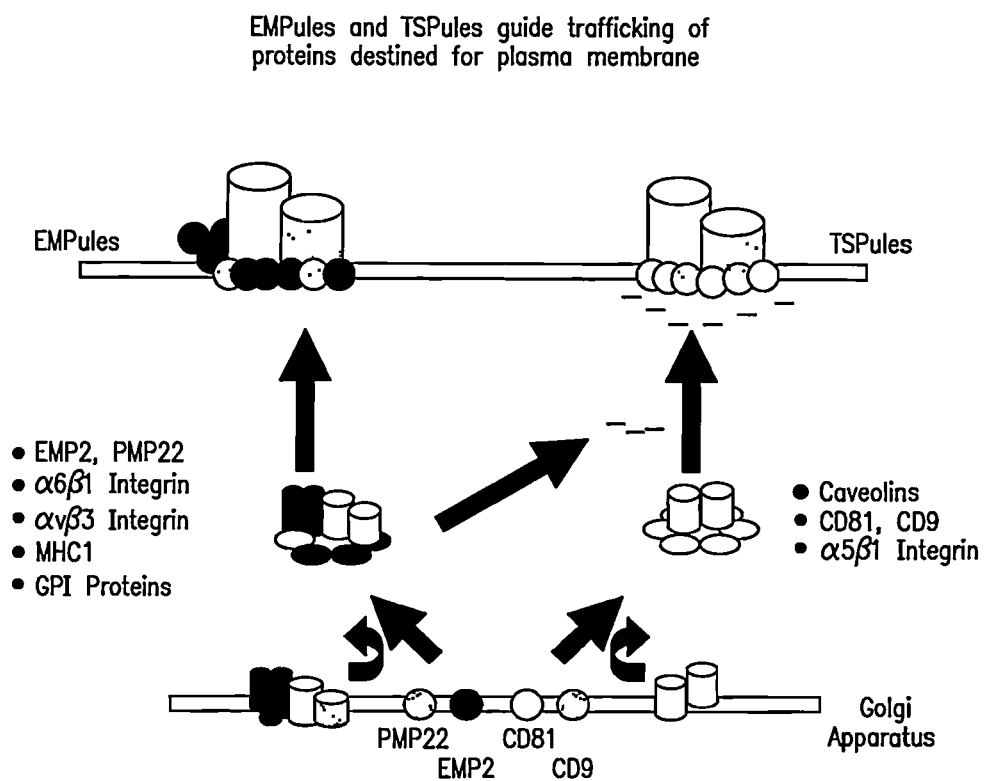 EMPules and TSPules guide trafficking of
proteins destined for plasma membrane
EMPules
TSPules
• EMP2, PMP22
• α6β1 Integrin
• αvβ3 Integrin
• MHC1
• GPI Proteins
• Caveolins
• CD81, CD9
• α5β1 Integrin
Golgi
Apparatus
PMP22
CD81
EMP2
CD9